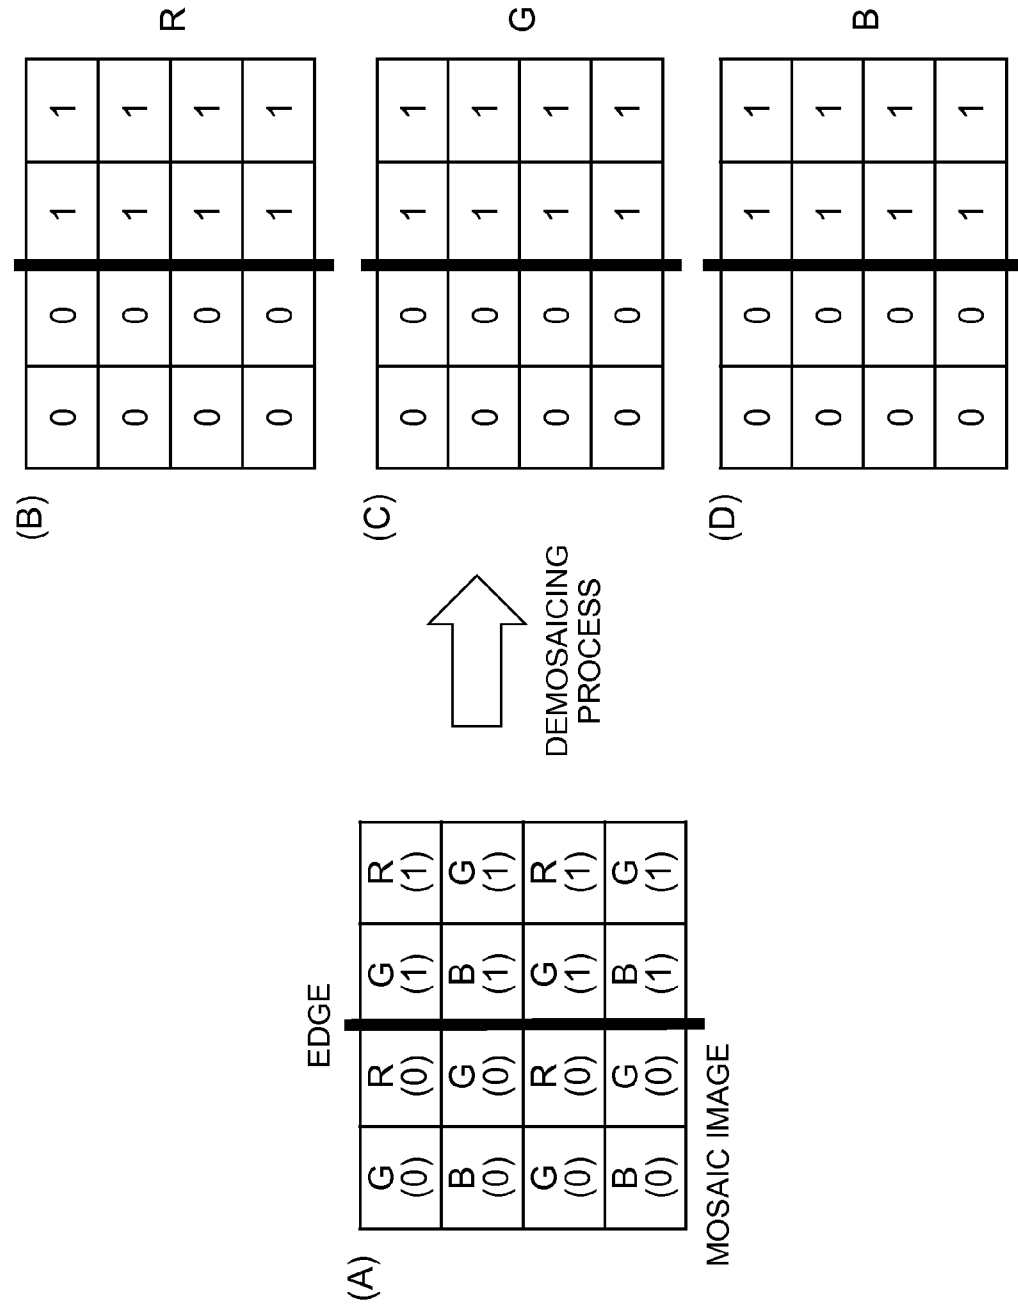 (A)
EDGE
G R G R
(0) (0) (1) (1)
B G B G
(0) (0) (1) (1)
G R G R
(0) (0) (1) (1)
B G B G
(0) (0) (1) (1)
MOSAIC IMAGE
DEMOSAICING
PROCESS
(B)
0 0 1 1
0 0 1 1
0 0 1 1
0 0 1 1
R
(C)
0 0 1 1
0 0 1 1
0 0 1 1
0 0 1 1
G
(D)
0 0 1 1
0 0 1 1
0 0 1 1
0 0 1 1
B